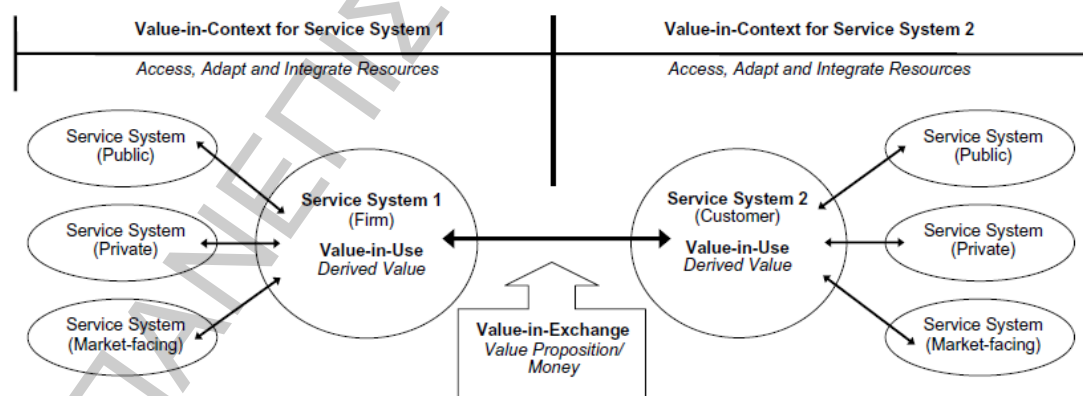 Value-in-Context for Service System 1
Value-in-Context for Service System 2
Access, Adapt and Integrate Resources
Access, Adapt and Integrate Resources
Service System
(Public)
Service System
(Private)
Service System
(Market-facing)
Service System 1
(Firm)
Value-in-Use
Derived Value
Value-in-Exchange
Value Proposition/
Money
Service System 2
(Customer)
Value-in-Use
Derived Value
Service System
(Public)
Service System
(Private)
Service System
(Market-facing)